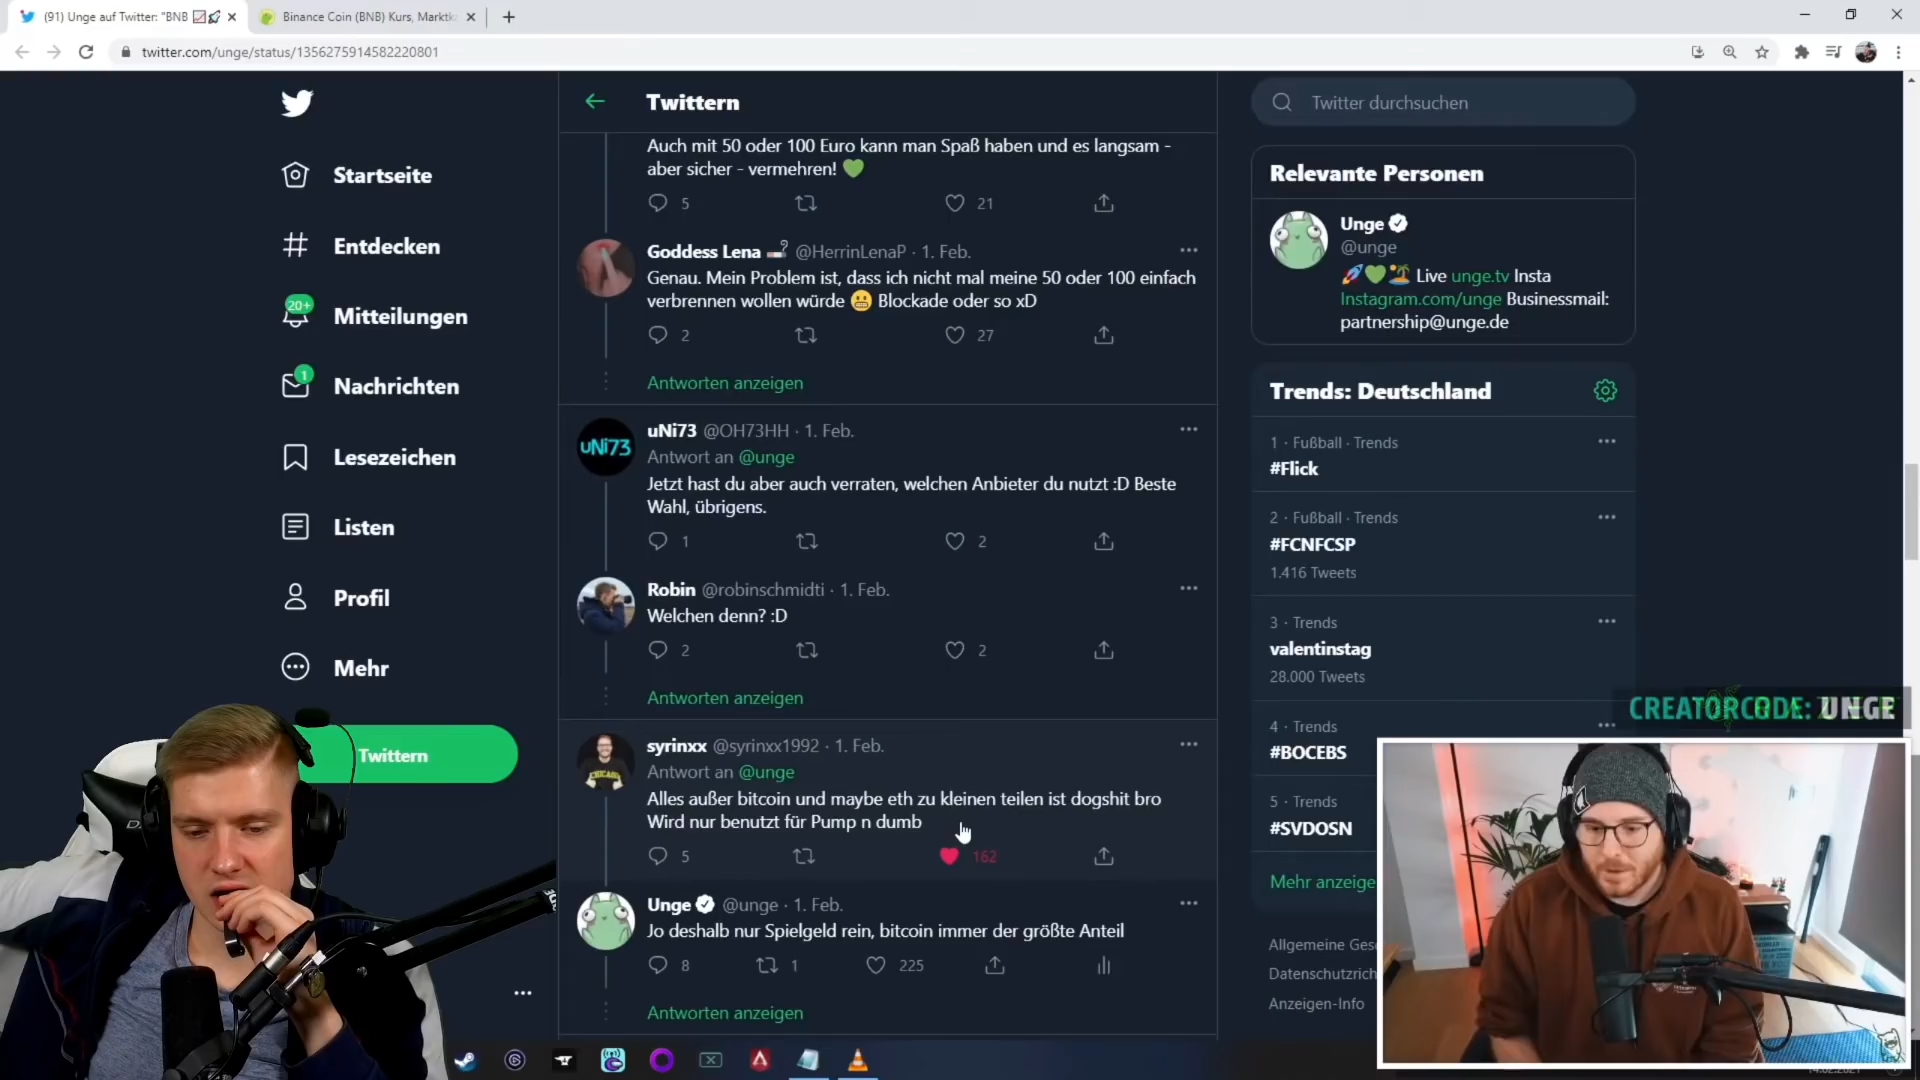 (91) Unge auf Twitter: "BNB
Binance Coin (BNB) Kurs, Marktk
twitter.com/unge/status/1356275914582220801
Startseite
Entdecken
20+
Mitteilungen
1
Nachrichten
Lesezeichen
Listen
Profil
Mehr
Twittern
Twittern
Auch mit 50 oder 100 Euro kann man Spaß haben und es langsam -
aber sicher - vermehren!
5 21
Goddess Lena @HerrinLenaP · 1. Feb.
Genau. Mein Problem ist, dass ich nicht mal meine 50 oder 100 einfach
verbrennen wollen würde Blockade oder so xD
2 27
Antworten anzeigen
uNi73
uNi73 @OH73HH · 1. Feb.
Antwort an @unge
Jetzt hast du aber auch verraten, welchen Anbieter du nutzt :D Beste
Wahl, übrigens.
1 2
Robin @robinschmidti · 1. Feb.
Welchen denn? :D
2 2
Antworten anzeigen
syrinxx @syrinxx1992 · 1. Feb.
Antwort an @unge
Alles außer bitcoin und maybe eth zu kleinen teilen ist dogshit bro
Wird nur benutzt für Pump n dumb
5 162
Unge @unge · 1. Feb.
Jo deshalb nur Spielgeld rein, bitcoin immer der größte Anteil
8 1 225
Antworten anzeigen
Twitter durchsuchen
Relevante Personen
Unge
@unge
Live unge.tv Insta
Instagram.com/unge Businessmail:
partnership@unge.de
Trends: Deutschland
1 · Fußball · Trends
#Flick
2 · Fußball · Trends
#FCNFCSP
1.416 Tweets
3 · Trends
valentinstag
28.000 Tweets
4 · Trends
#BOCEBS
5 · Trends
#SVDOSN
Mehr anzeige
Allgemeine Ges
Datenschutzrich
Anzeigen-Info
CREATORCODE: UNGE